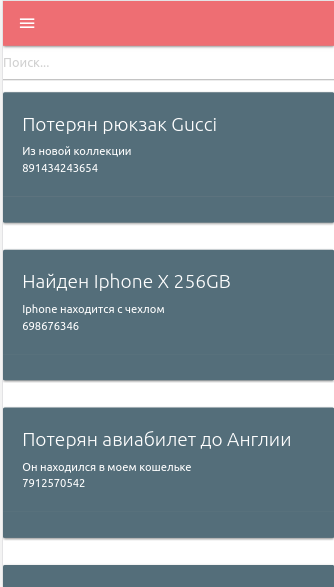 Поиск...
Потерян рюкзак Gucci
Из новой коллекции
891434243654
Найден Iphone X 256GB
Iphone находится с чехлом
698676346
Потерян авиабилет до Англии
Он находился в моем кошельке
7912570542